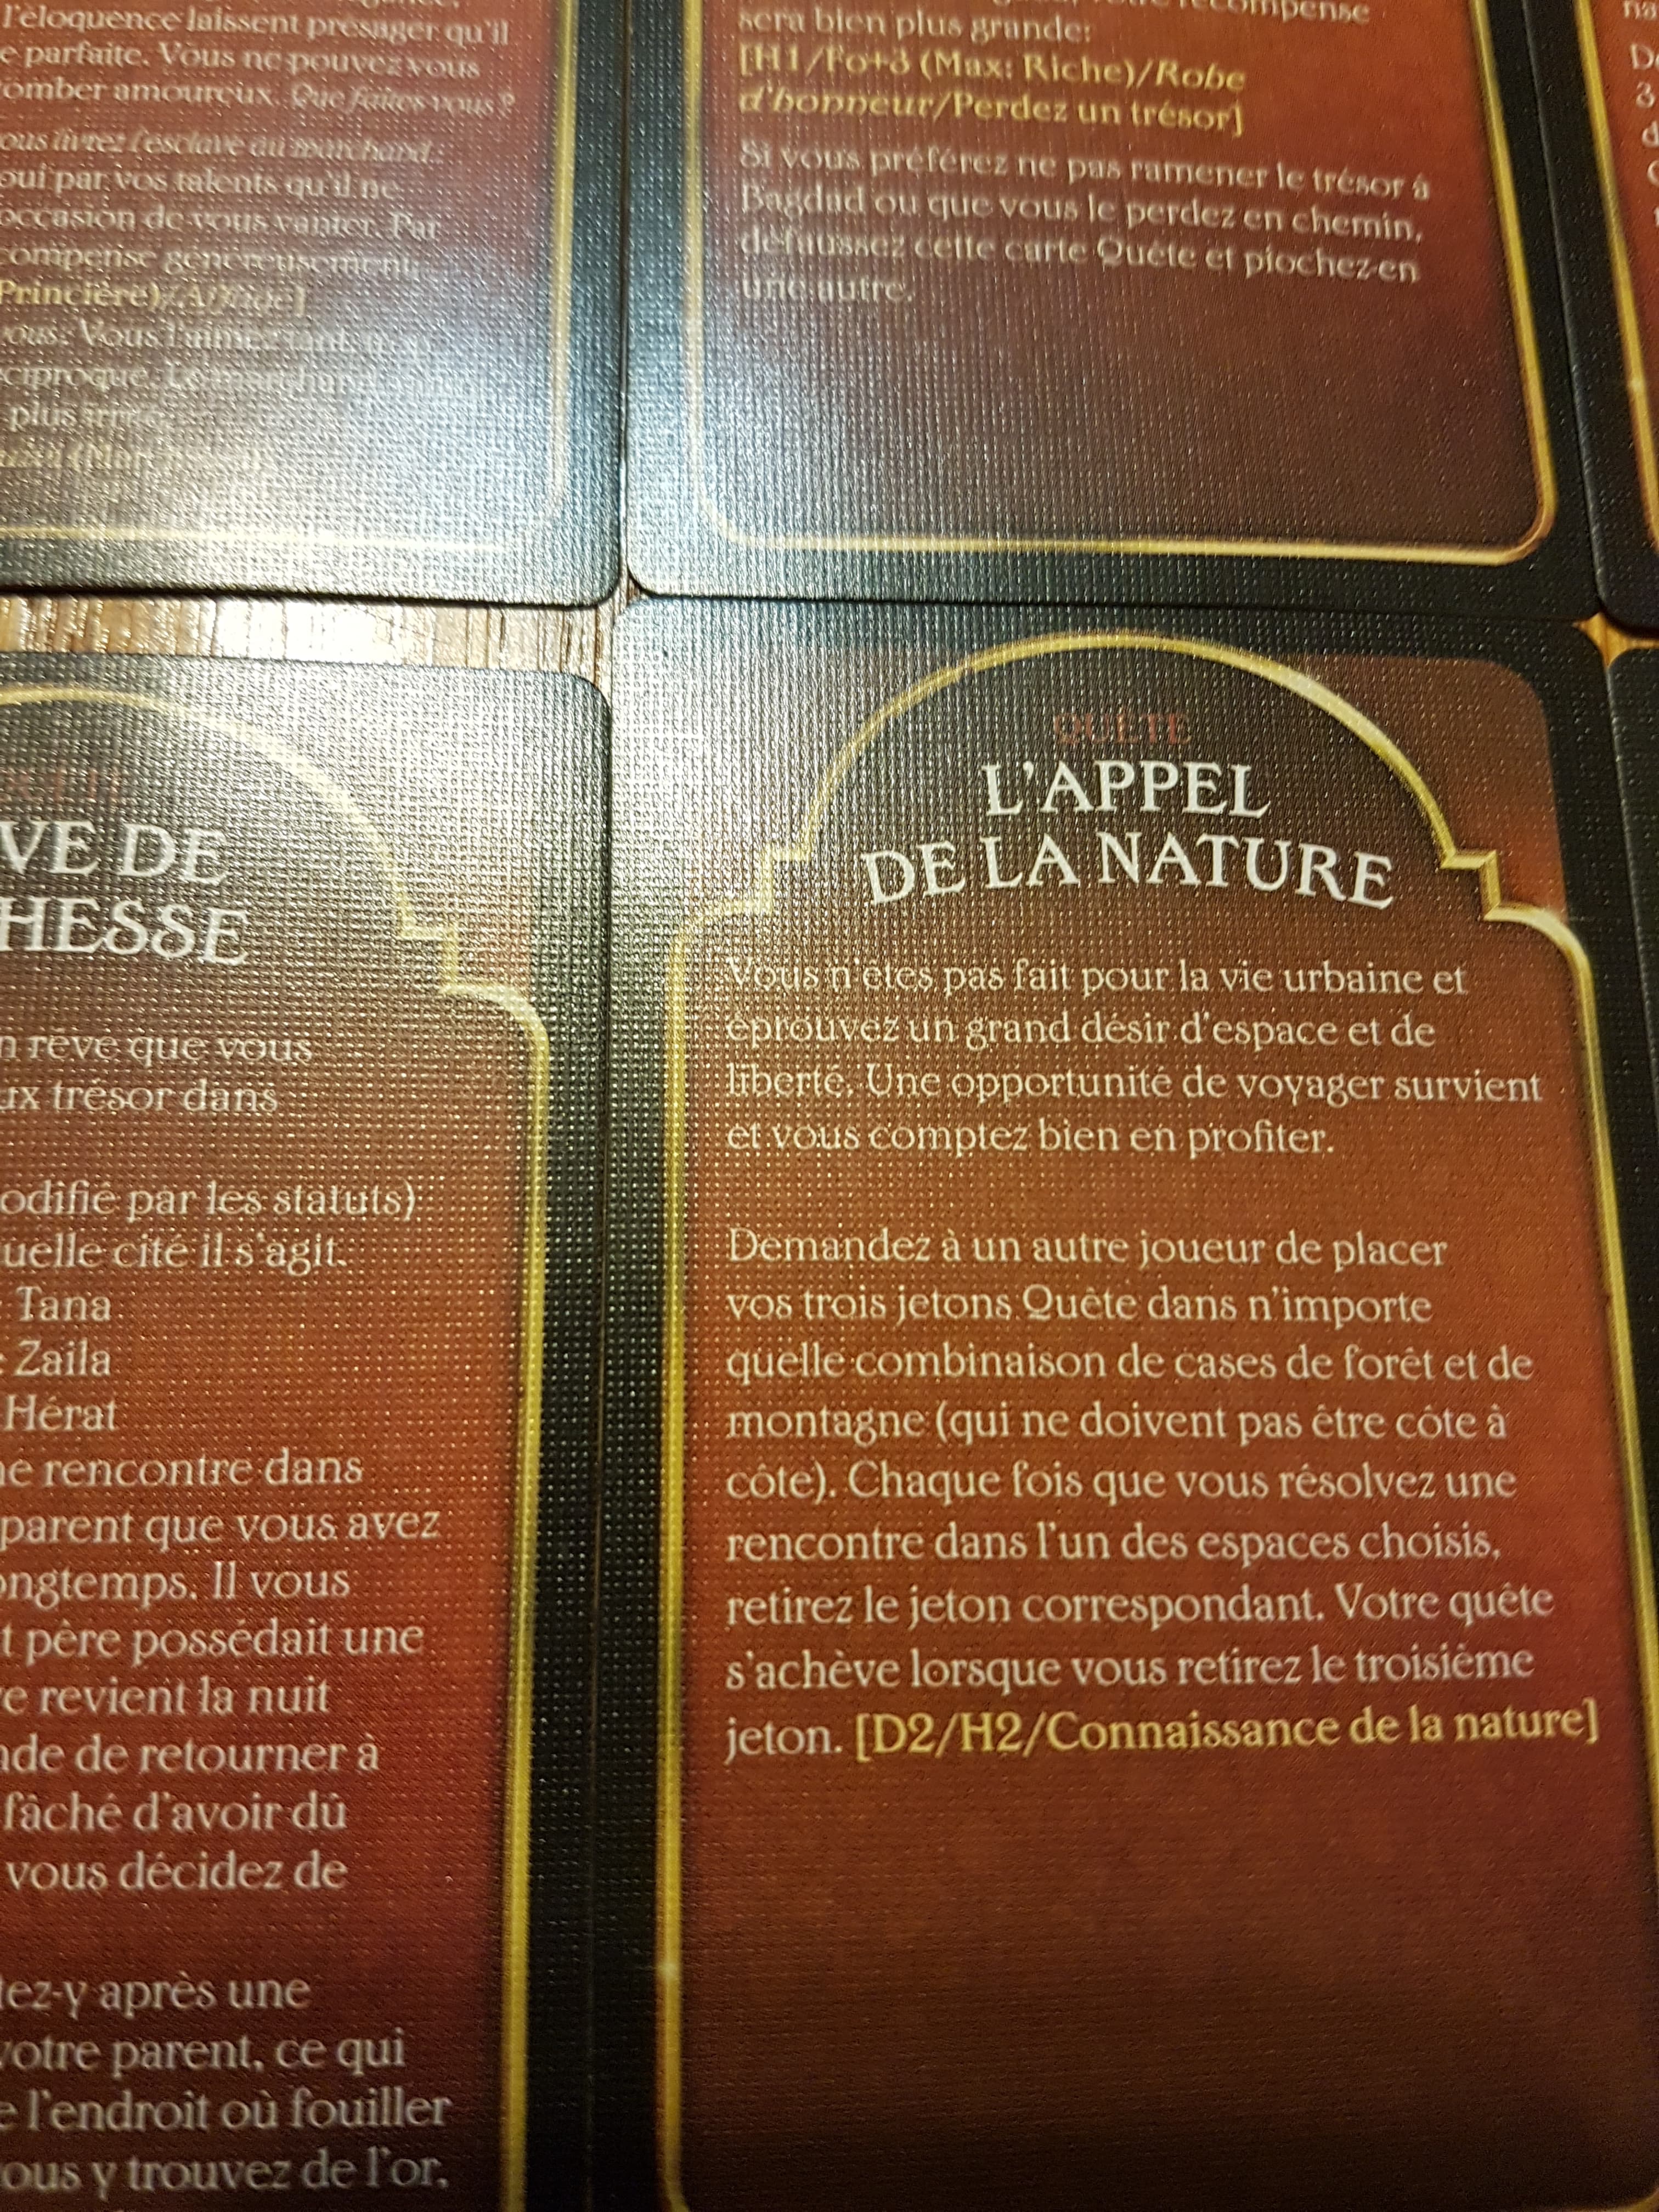 l'éloquence laissent présager qu'il
e parfaite. Vous ne pouvez vous
omber amoureux. Que faites vous ?
ous livrez l'esclave au marchand.
oui par vos talents qu'il ne
occasion de vous vanter. Par
compense généreusement.
Princière)/
vous: Vous l'aimez tant
ciproque.
plus
récompense
sera bien plus grande:
[H1/Fo+3 (Max: Riche)/Robe
d'honneur/Perdez un trésor]
Si vous préférez ne pas ramener le trésor à
Bagdad ou que vous le perdez en chemin,
défaussez cette carte Quête et piochez-en
une autre.
VE DE
HESSE
n rêve que vous
ux trésor dans
odifié par les statuts)
uelle cité il s'agit.
: Tana
: Zaila
Hérat
ne rencontre dans
parent que vous avez
ongtemps. Il vous
t père possédait une
e revient la nuit
nde de retourner à
fâché d'avoir dû
vous décidez de
tez-y après une
votre parent, ce qui
e l'endroit où fouiller
ous y trouvez de l'or,
QUÊTE
L'APPEL
DE LA NATURE
Vous n'êtes pas fait pour la vie urbaine et
éprouvez un grand désir d'espace et de
liberté. Une opportunité de voyager survient
et vous comptez bien en profiter.
Demandez à un autre joueur de placer
vos trois jetons Quête dans n'importe
quelle combinaison de cases de forêt et de
montagne (qui ne doivent pas être côte à
côte). Chaque fois que vous résolvez une
rencontre dans l'un des espaces choisis,
retirez le jeton correspondant. Votre quête
s'achève lorsque vous retirez le troisième
jeton. [D2/H2/Connaissance de la nature]